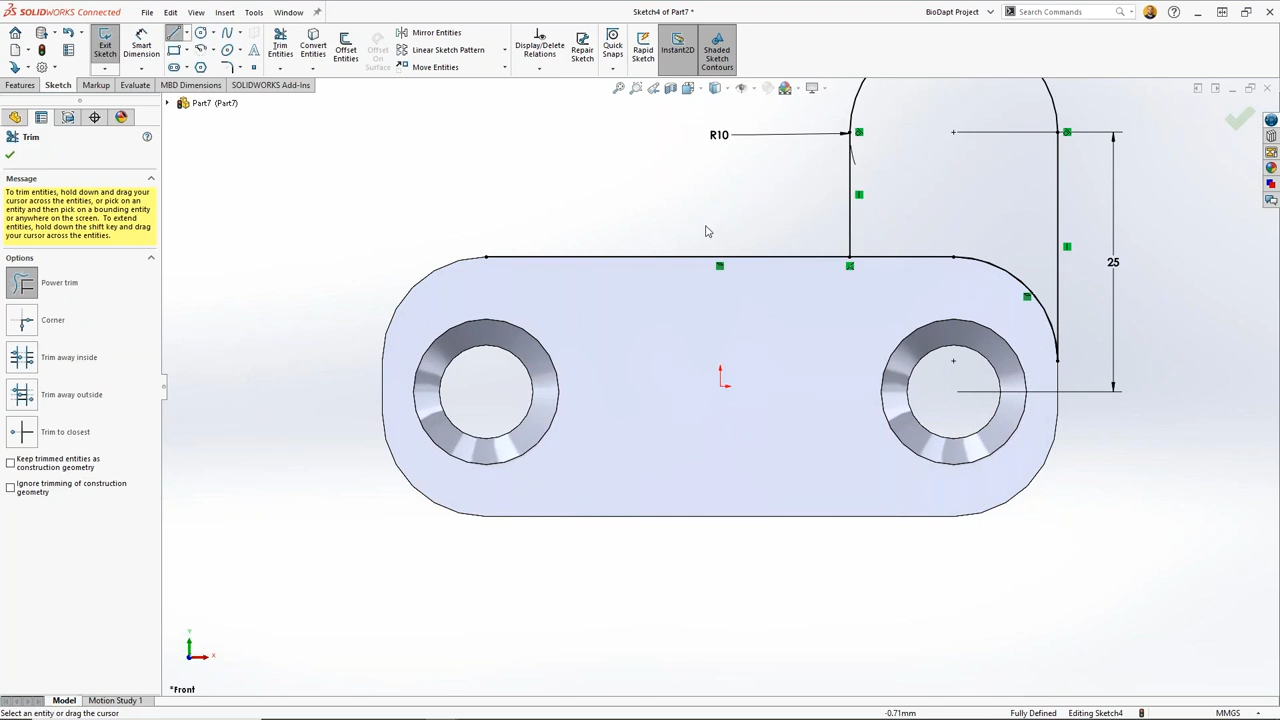 SOLIDWORKS Connected
File
Edit
View
Insert
Tools
Window
Sketch4 of Part7 *
BioDapt Project
Search Commands
Exit
Sketch
Smart
Dimension
Trim
Entities
Convert
Entities
Offset
Entities
Offset
On
Surface
Mirror Entities
Linear Sketch Pattern
Move Entities
Display/Delete
Relations
Repair
Sketch
Quick
Snaps
Rapid
Sketch
Instant2D
Shaded
Sketch
Contours
Features
Sketch
Markup
Evaluate
MBD Dimensions
SOLIDWORKS Add-Ins
Part7 (Part7)
Trim
Message
To trim entities, hold down and drag your
cursor across the entities, or pick on an
entity and then pick on a bounding entity
or anywhere on the screen. To extend
entities, hold down the shift key and drag
your cursor across the entities.
Options
Power trim
Corner
Trim away inside
Trim away outside
Trim to closest
Keep trimmed entities as
construction geometry
Ignore trimming of construction
geometry
R10
25
Y
X
*Front
Model
Motion Study 1
Select an entity or drag the cursor
-0.71mm
Fully Defined
Editing Sketch4
MMGS